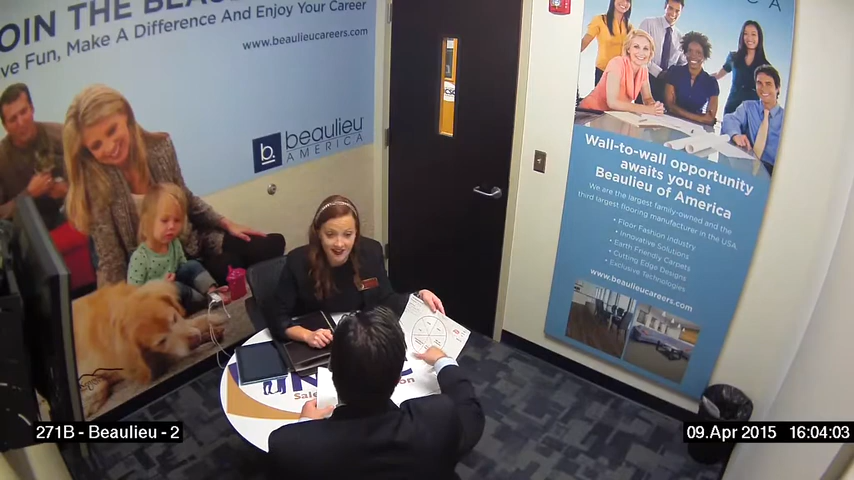 OIN THE BEA
ve Fun, Make A Difference And Enjoy Your Career
www.beaulieucareers.com
b.
beaulieu
AMERICA
CA
Wall-to-wall opportunity
awaits you at
Beaulieu of America
We are the largest family-owned and the
third largest flooring manufacturer in the USA.
• Floor Fashion Industry
• Innovative Solutions
• Earth Friendly Carpets
• Cutting Edge Designs
• Exclusive Technologies
www.beaulieucareers.com
271B - Beaulieu - 2
09.Apr 2015 16:04:03